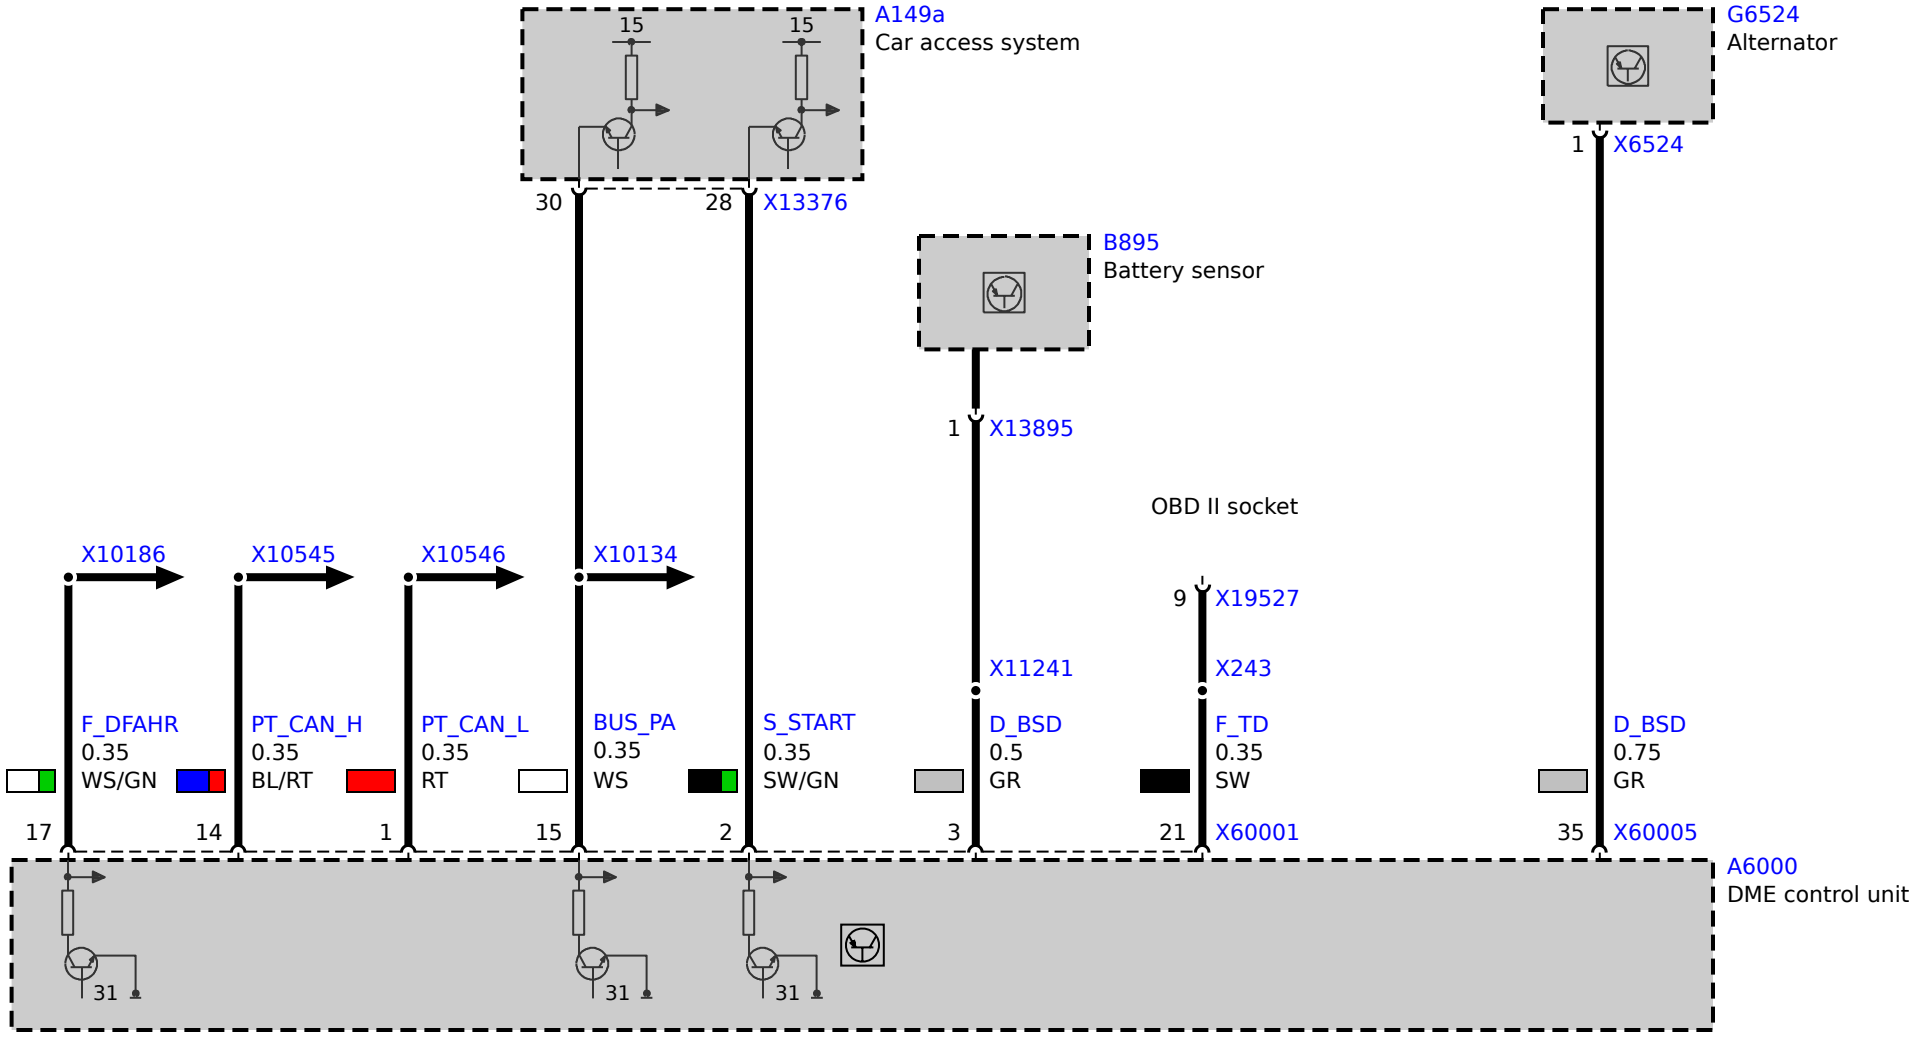 A149a
Car access system
15
15
30
28
X13376
G6524
Alternator
1
X6524
B895
Battery sensor
1
X13895
OBD II socket
X10186
X10545
X10546
X10134
9
X19527
X11241
X243
F_DFAHR
0.35
WS/GN
PT_CAN_H
0.35
BL/RT
PT_CAN_L
0.35
RT
BUS_PA
0.35
WS
S_START
0.35
SW/GN
D_BSD
0.5
GR
F_TD
0.35
SW
D_BSD
0.75
GR
17
14
1
15
2
3
21
X60001
35
X60005
A6000
DME control unit
31
31
31